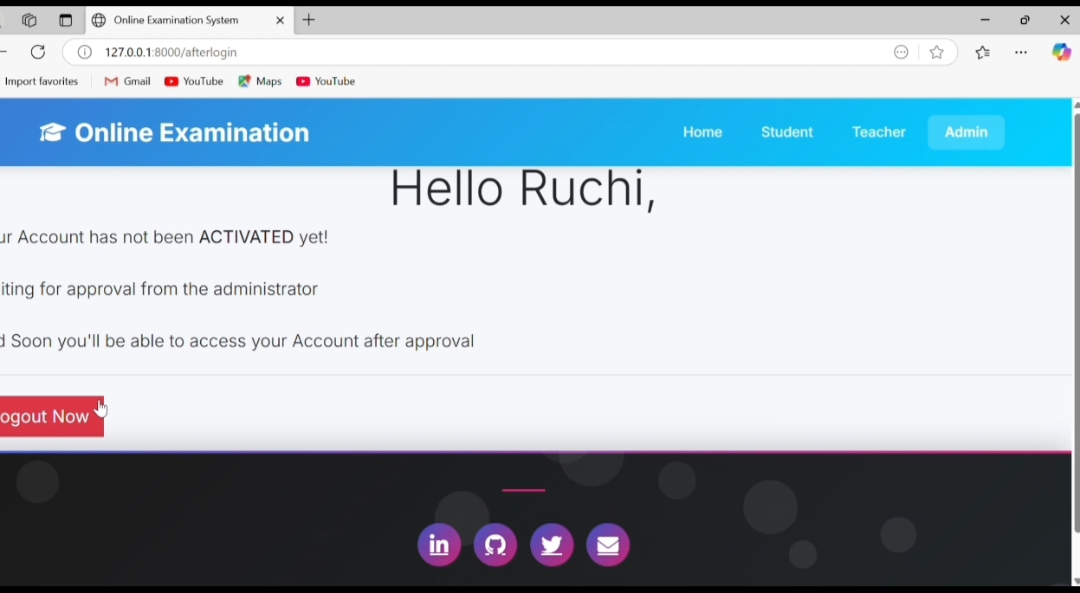 Online Examination System
127.0.0.1:8000/afterlogin
Import favorites Gmail YouTube Maps YouTube
Online Examination Home Student Teacher Admin
Hello Ruchi,
ur Account has not been ACTIVATED yet!
iting for approval from the administrator
d Soon you'll be able to access your Account after approval
ogout Now
in